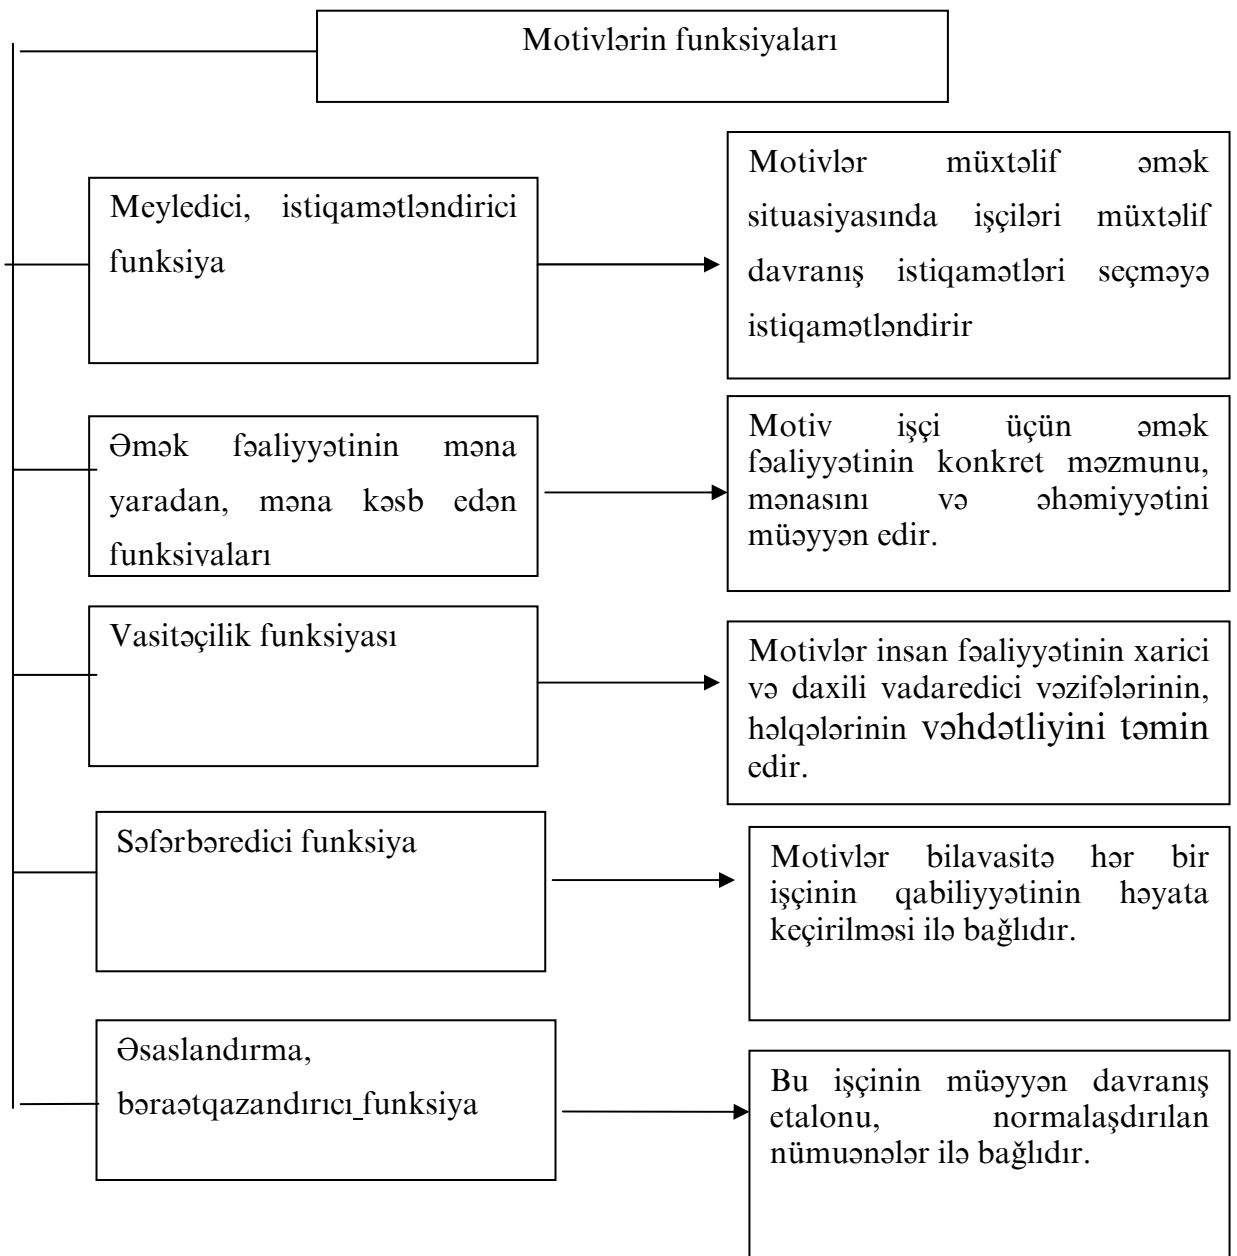 Motivlərin funksiyaları
Meyledici, istiqamətləndirici
funksiya
Motivlər müxtəlif əmək
situasiyasında işçiləri müxtəlif
davranış istiqamətləri seçməyə
istiqamətləndirir
Əmək fəaliyyətinin məna
yaradan, məna kəsb edən
funksiyaları
Motiv işçi üçün əmək
fəaliyyətinin konkret məzmunu,
mənasını və əhəmiyyətini
müəyyən edir.
Vasitəçilik funksiyası
Motivlər insan fəaliyyətinin xarici
və daxili vadaredici vəzifələrinin,
həlqələrinin vəhdətliyini təmin
edir.
Səfərbəredici funksiya
Motivlər bilavasitə hər bir
işçinin qabiliyyətinin həyata
keçirilməsi ilə bağlıdır.
Əsaslandırma,
bəraətqazandırıcı funksiya
Bu işçinin müəyyən davranış
etalonu, normalaşdırılan
nümuənələr ilə bağlıdır.